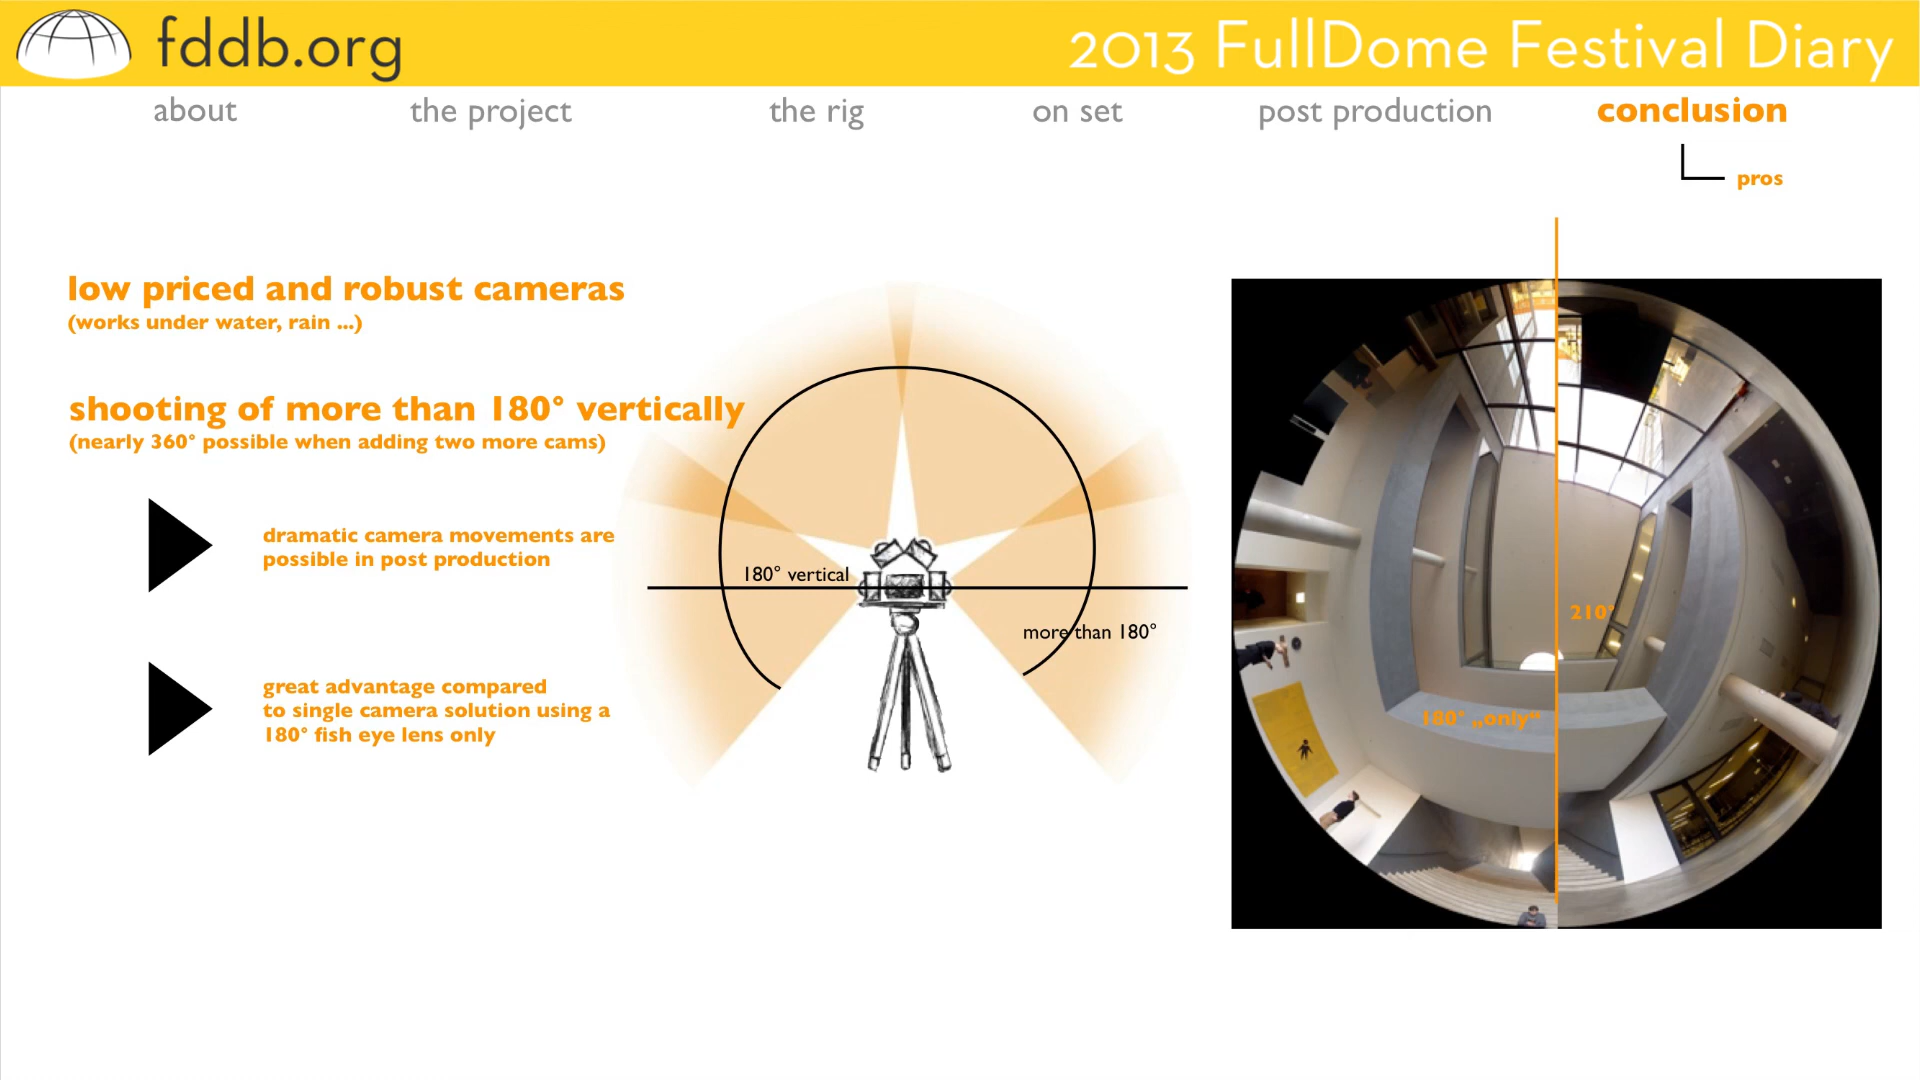 fddb.org
2013 FullDome Festival Diary
about
the project
the rig
on set
post production
conclusion
pros
low priced and robust cameras
(works under water, rain ...)
shooting of more than 180° vertically
(nearly 360° possible when adding two more cams)
dramatic camera movements are
possible in post production
great advantage compared
to single camera solution using a
180° fish eye lens only
180° vertical
more than 180°
210°
180° „only“